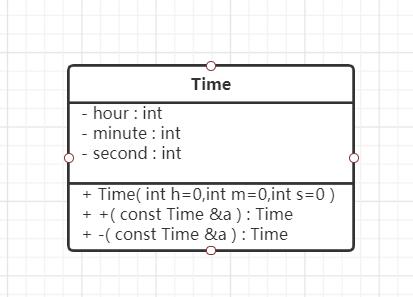 Time
- hour : int
- minute : int
- second : int
+ Time( int h=0,int m=0,int s=0 )
+ +( const Time &a ) : Time
+ -( const Time &a ) : Time